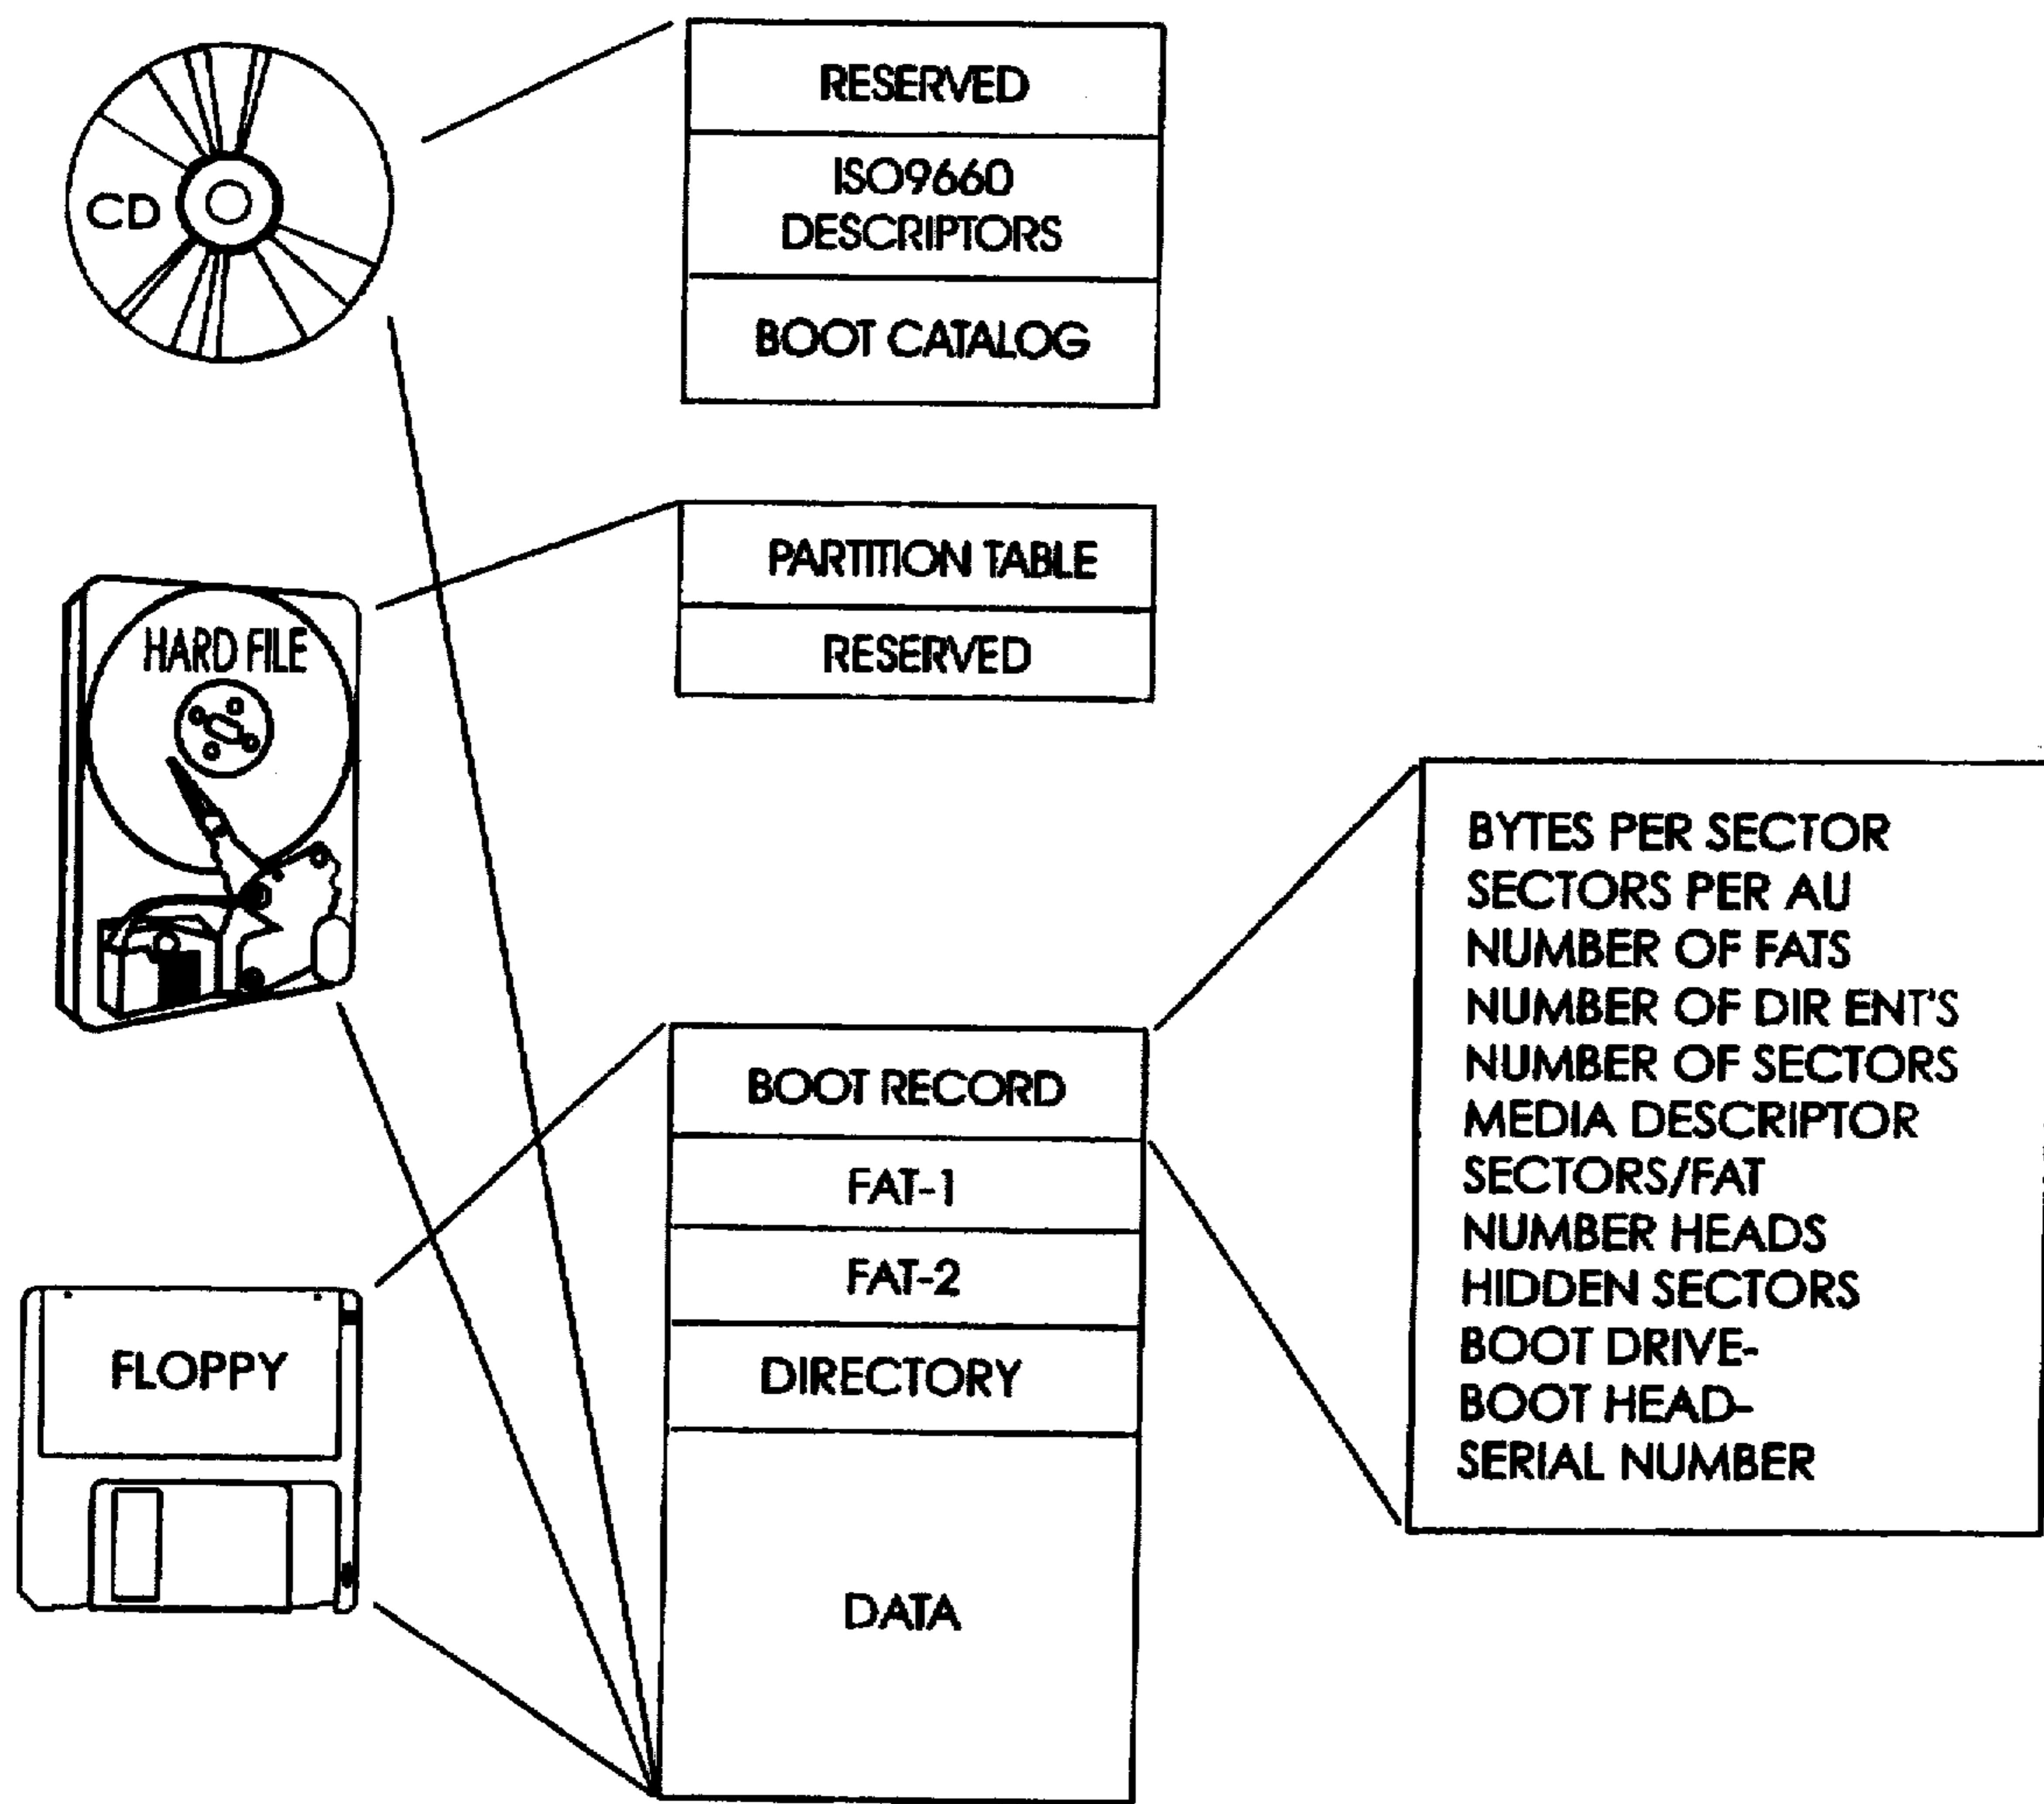 CD
RESERVED
ISO9660
DESCRIPTORS
BOOT CATALOG
HARD FILE
PARTITION TABLE
RESERVED
FLOPPY
BOOT RECORD
FAT-1
FAT-2
DIRECTORY
DATA
BYTES PER SECTOR
SECTORS PER AU
NUMBER OF FATS
NUMBER OF DIR ENT'S
NUMBER OF SECTORS
MEDIA DESCRIPTOR
SECTORS/FAT
NUMBER HEADS
HIDDEN SECTORS
BOOT DRIVE-
BOOT HEAD-
SERIAL NUMBER